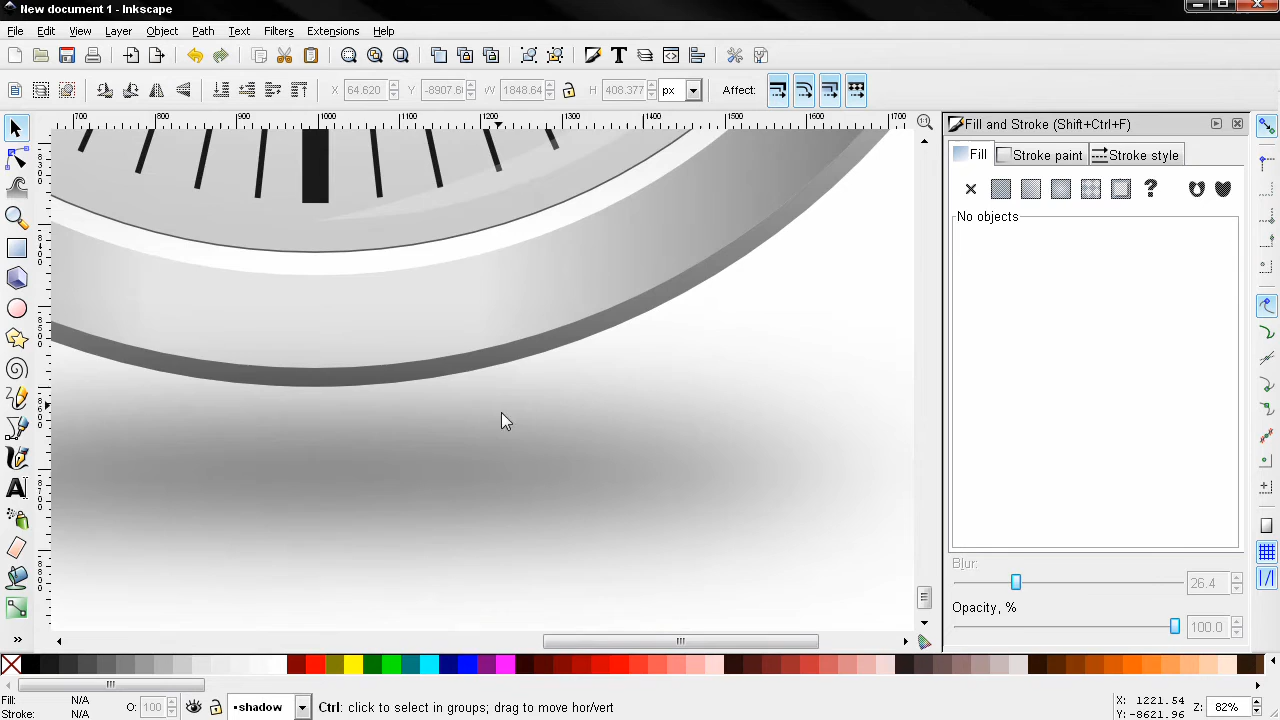 New document 1 - Inkscape
File Edit View Layer Object Path Text Filters Extensions Help
X 64.620 Y -8907.6 W 1848.64 H 408.377 px Affect:
700 800 900 1000 1100 1200 1300 1400 1500 1600 1700
Fill and Stroke (Shift+Ctrl+F)
Fill Stroke paint Stroke style
?
No objects
Blur:
26.4
Opacity, %
100.0
Fill: N/A
Stroke: N/A
O: 100
•shadow
Ctrl: click to select in groups; drag to move hor/vert
X: 1221.54
Z: 82%